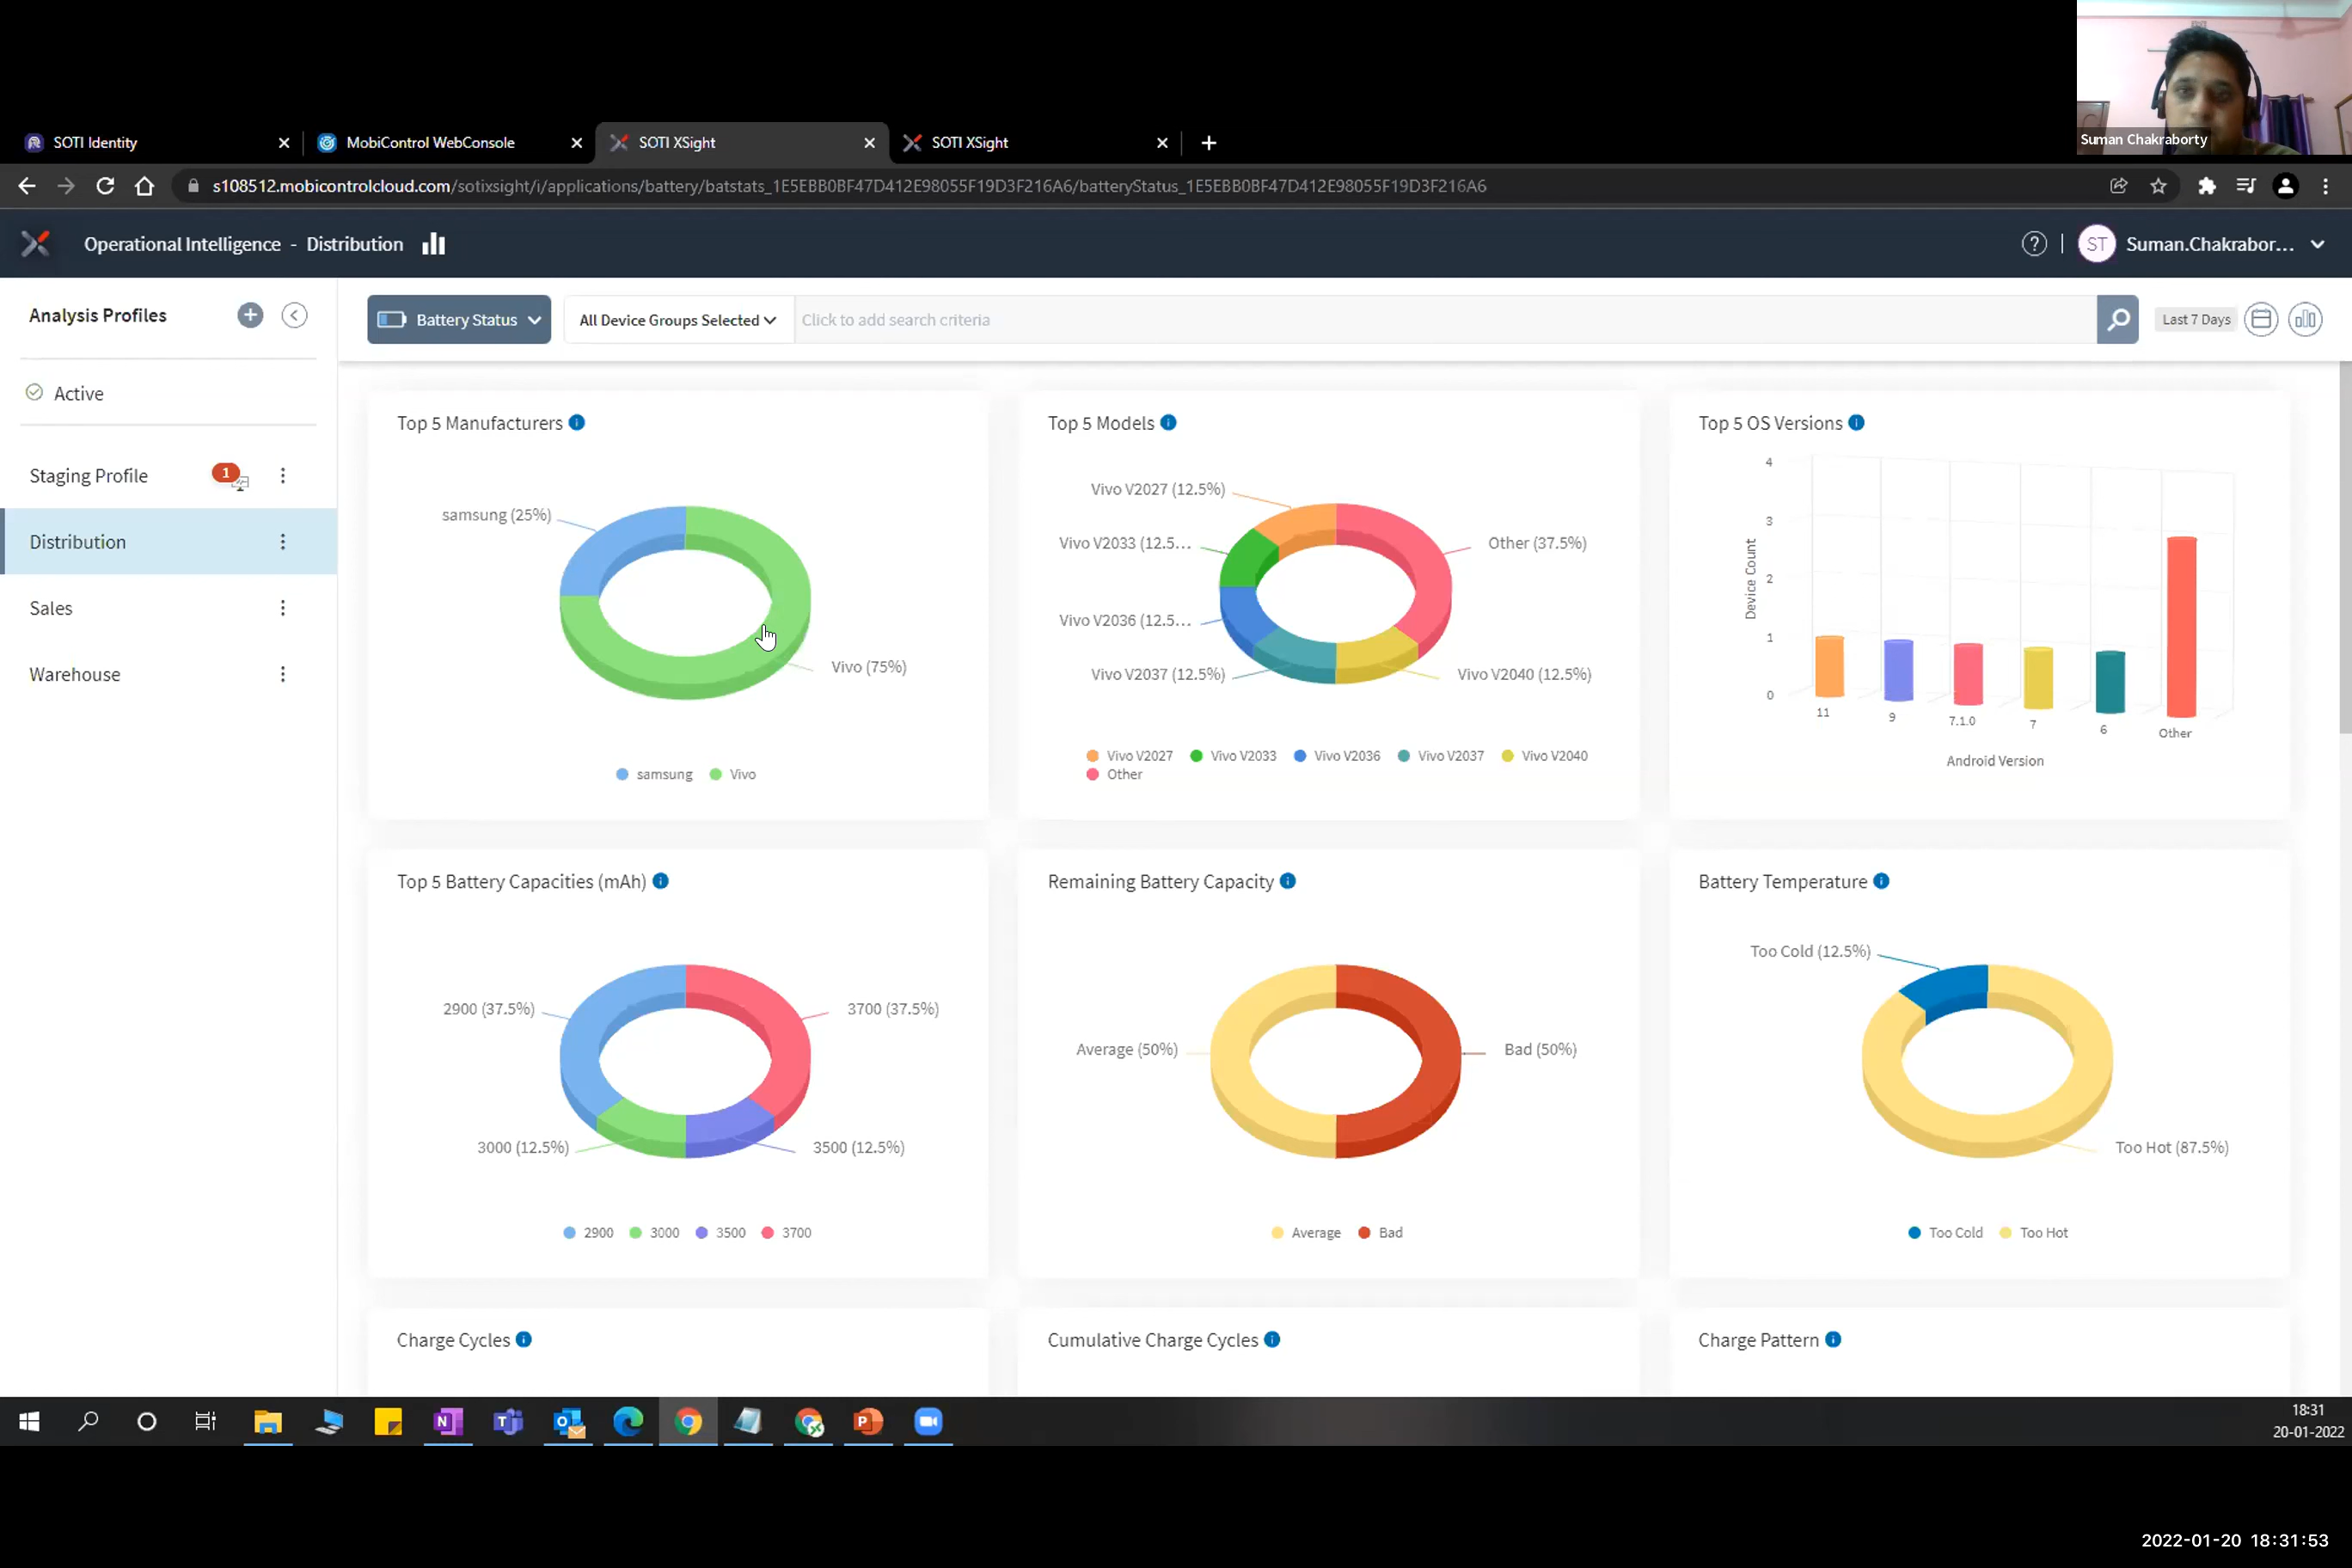 Suman Chakraborty
SOTI Identity
MobiControl WebConsole
SOTI XSight
SOTI XSight
s108512.mobicontrolcloud.com/sotixsight/i/applications/battery/batstats_1E5EBB0BF47D412E98055F19D3F216A6/batteryStatus_1E5EBB0BF47D412E98055F19D3F216A6
Operational Intelligence - Distribution
ST
Suman.Chakrabor...
Analysis Profiles
Active
Staging Profile
1
Distribution
Sales
Warehouse
Battery Status
All Device Groups Selected
Click to add search criteria
Last 7 Days
Top 5 Manufacturers
samsung (25%)
Vivo (75%)
samsung
Vivo
Top 5 Models
Vivo V2027 (12.5%)
Vivo V2033 (12.5...
Other (37.5%)
Vivo V2036 (12.5...
Vivo V2037 (12.5%)
Vivo V2040 (12.5%)
Vivo V2027
Vivo V2033
Vivo V2036
Vivo V2037
Vivo V2040
Other
Top 5 OS Versions
4
3
2
1
0
Device Count
11
9
7.1.0
7
6
Other
Android Version
Top 5 Battery Capacities (mAh)
2900 (37.5%)
3700 (37.5%)
3000 (12.5%)
3500 (12.5%)
2900
3000
3500
3700
Remaining Battery Capacity
Average (50%)
Bad (50%)
Average
Bad
Battery Temperature
Too Cold (12.5%)
Too Hot (87.5%)
Too Cold
Too Hot
Charge Cycles
Cumulative Charge Cycles
Charge Pattern
18:31
20-01-2022
2022-01-20 18:31:53